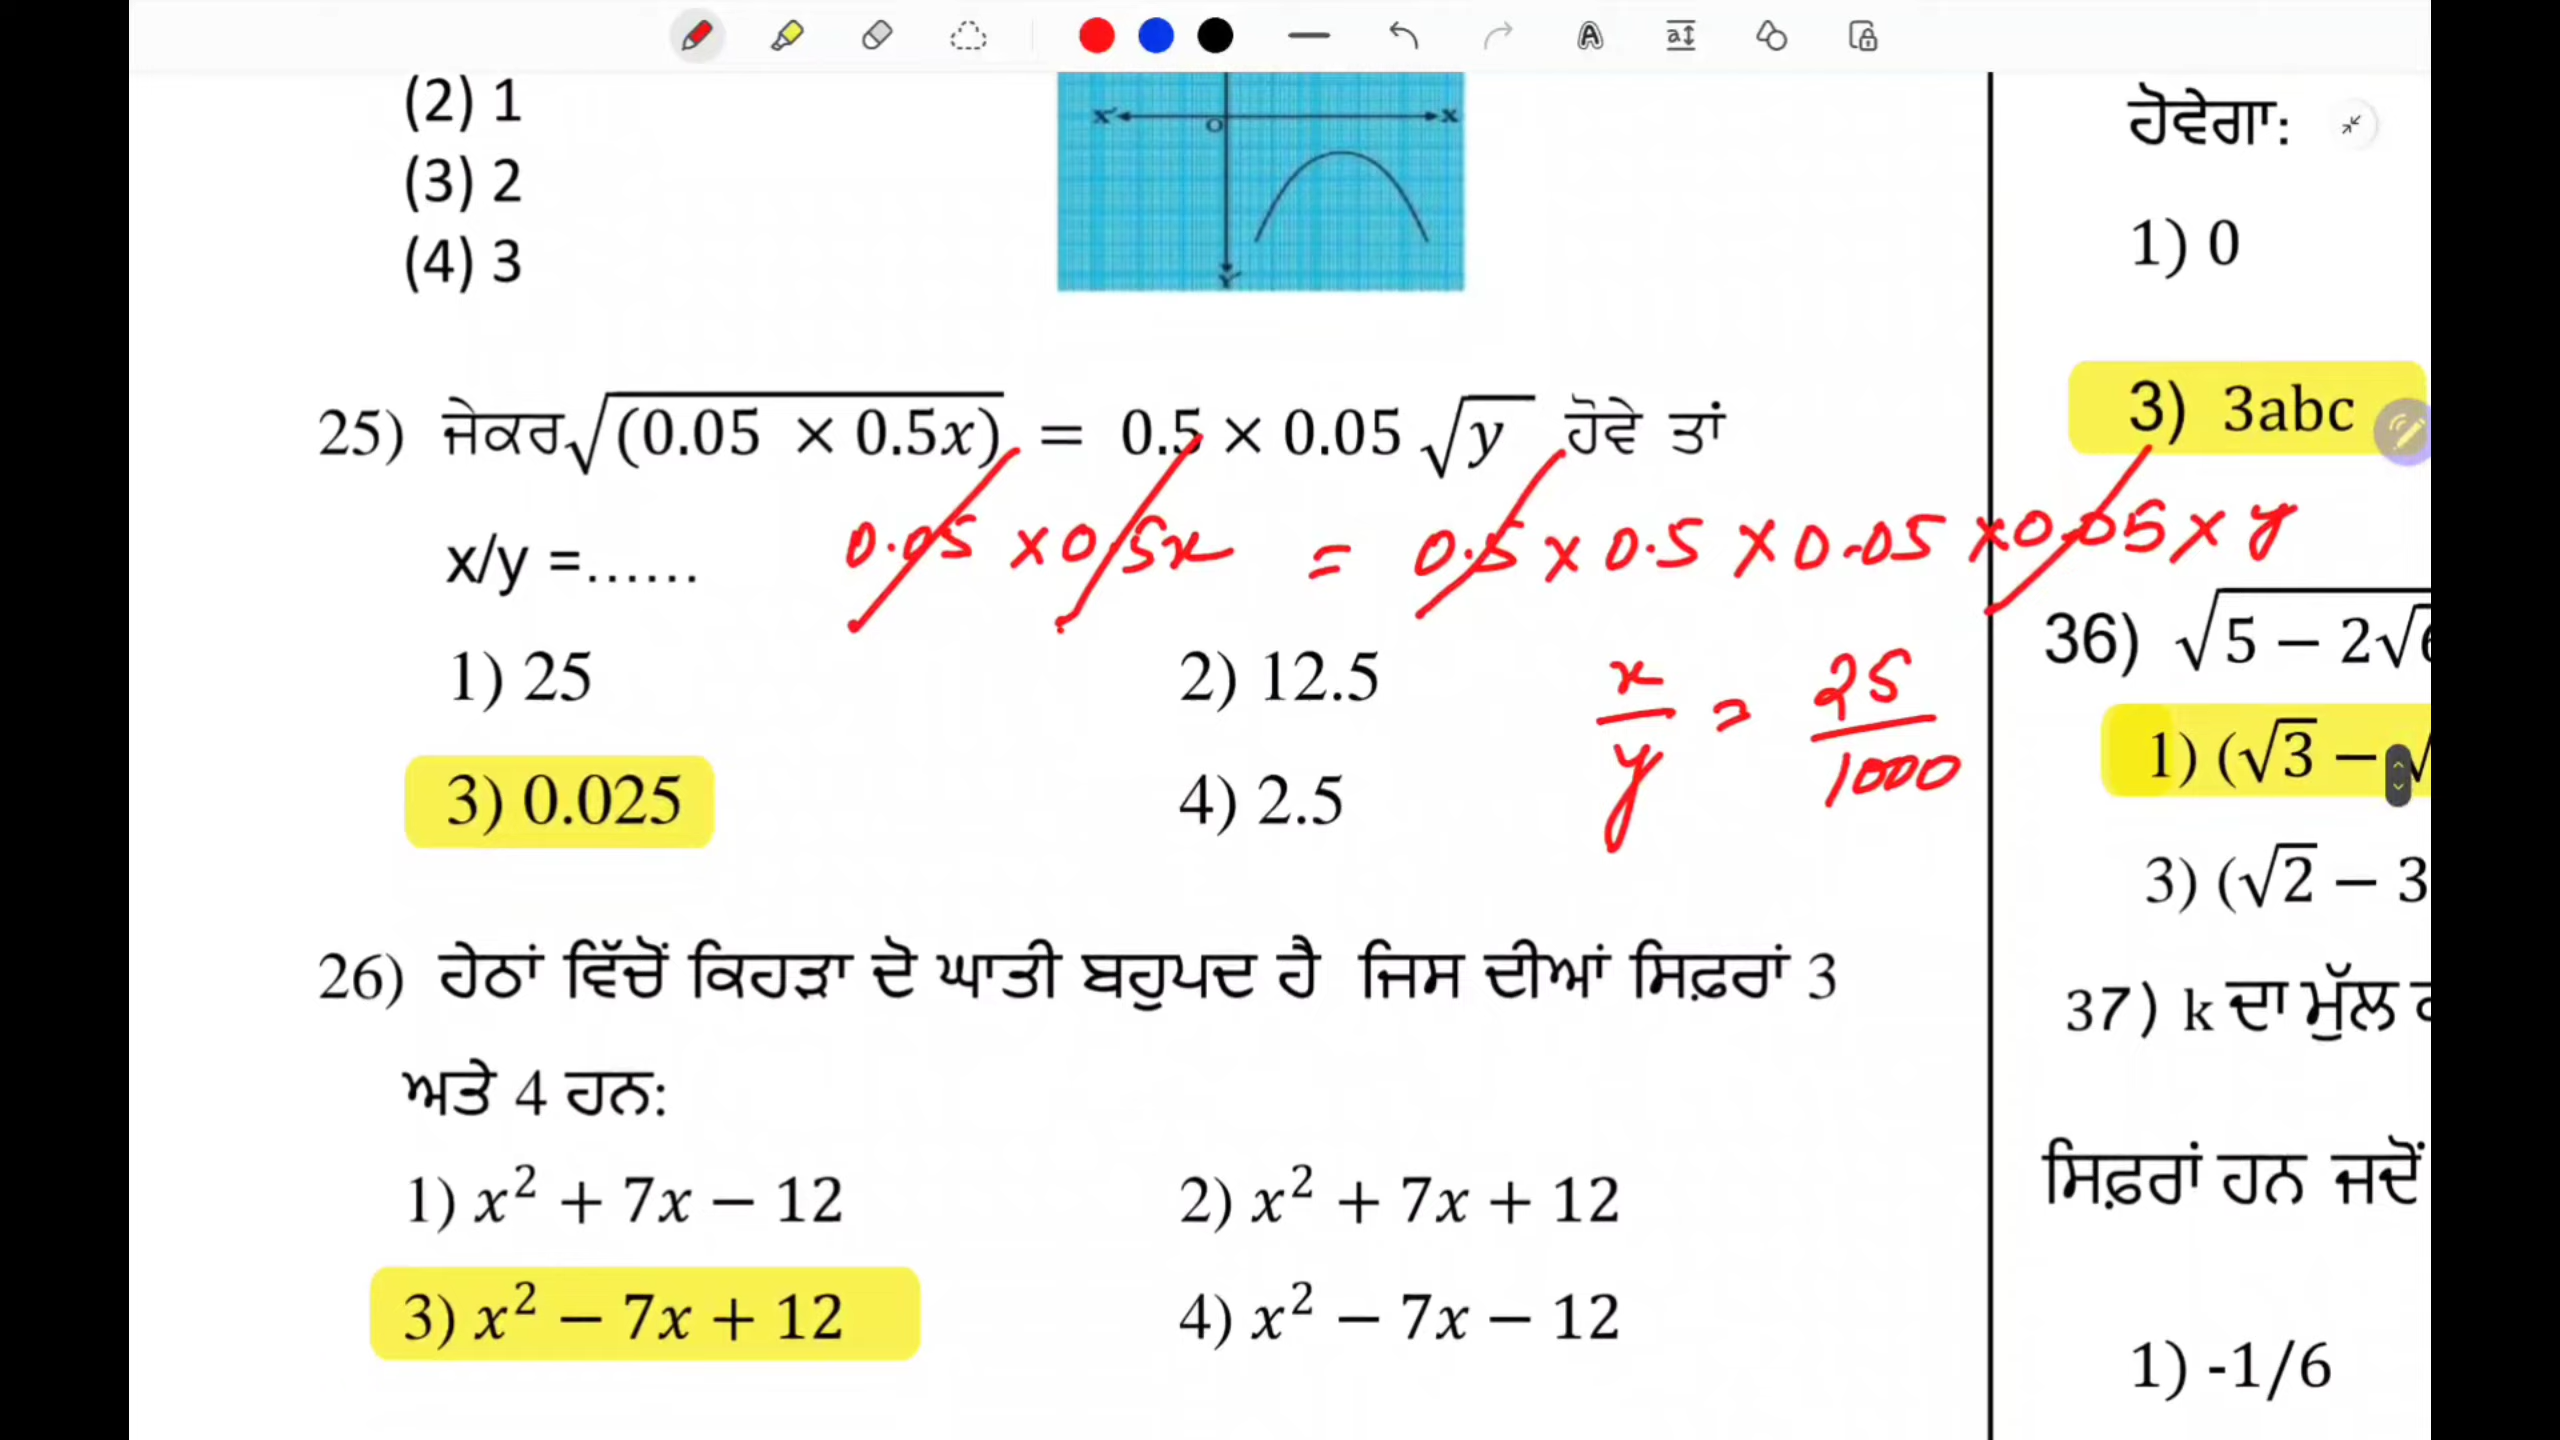 (2) 1
(3) 2
(4) 3
X' O X
Y'
25) ਜੇਕਰ √(0.05 × 0.5x) = 0.5 × 0.05 √y ਹੋਵੇ ਤਾਂ
x/y =......
0.05 × 0.5x = 0.5 × 0.5 × 0.05 × 0.05 × y
1) 25 2) 12.5
3) 0.025 4) 2.5
x/y = 25/1000
26) ਹੇਠਾਂ ਵਿੱਚੋਂ ਕਿਹੜਾ ਦੋ ਘਾਤੀ ਬਹੁਪਦ ਹੈ ਜਿਸ ਦੀਆਂ ਸਿਫ਼ਰਾਂ 3
ਅਤੇ 4 ਹਨ:
1) x² + 7x − 12 2) x² + 7x + 12
3) x² − 7x + 12 4) x² − 7x − 12
ਹੋਵੇਗਾ:
1) 0
3) 3abc
36) √5 − 2√
1) (√3 − √
3) (√2 − 3
37) k ਦਾ ਮੁੱਲ
ਸਿਫ਼ਰਾਂ ਹਨ ਜਦੋਂ
1) -1/6